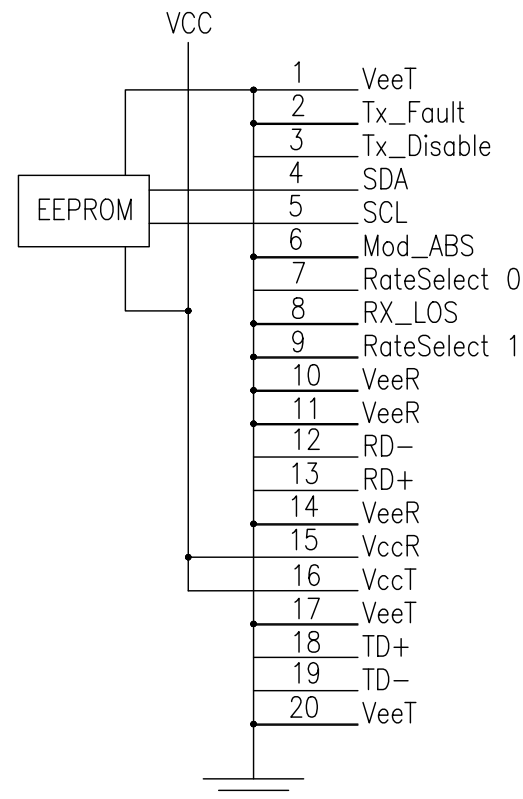 VCC
1 VeeT
2 Tx_Fault
3 Tx_Disable
4 SDA
EEPROM
5 SCL
6 Mod_ABS
7 RateSelect 0
8 RX_LOS
9 RateSelect 1
10 VeeR
11 VeeR
12 RD-
13 RD+
14 VeeR
15 VccR
16 VccT
17 VeeT
18 TD+
19 TD-
20 VeeT